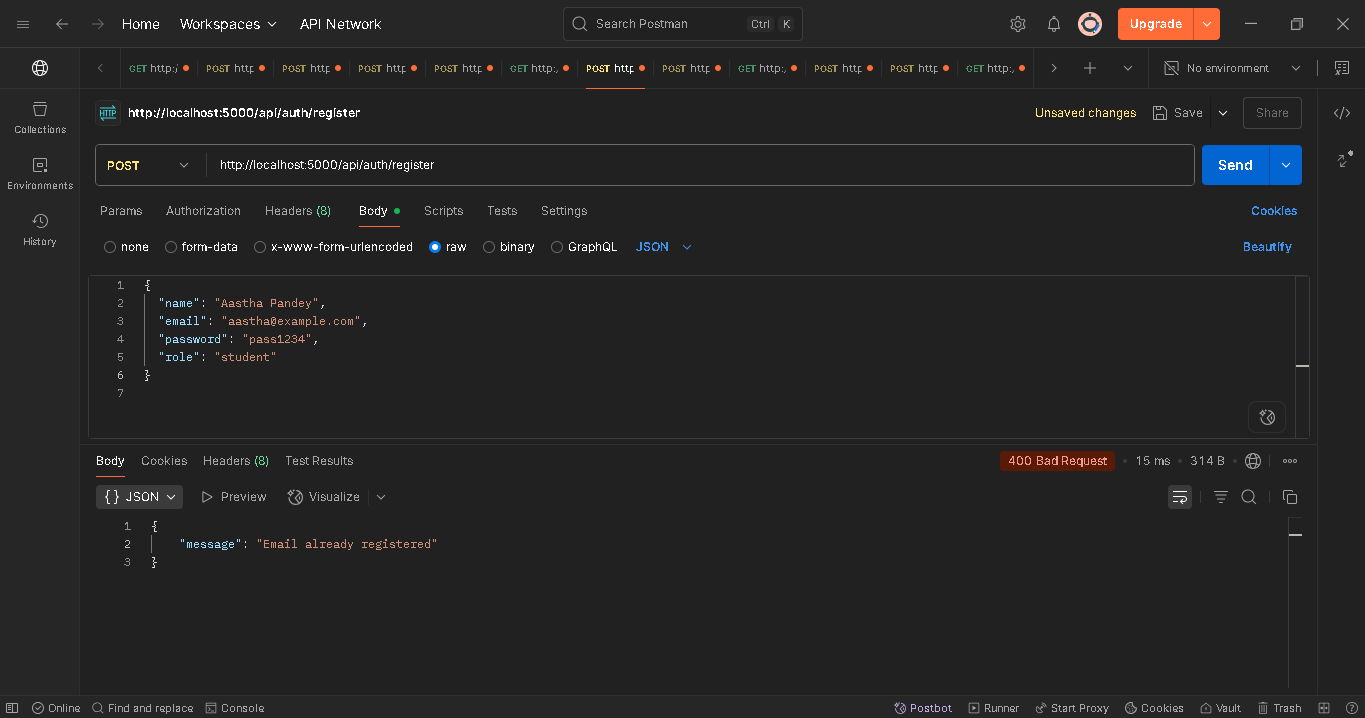 Home Workspaces API Network Search Postman Ctrl K Upgrade
GET http:/ POST http POST http POST http POST http GET http:, POST http POST http GET http:, POST http POST http GET http:, No environment
HTTP http://localhost:5000/api/auth/register Unsaved changes Save Share
POST http://localhost:5000/api/auth/register Send
Params Authorization Headers (8) Body Scripts Tests Settings Cookies
none form-data x-www-form-urlencoded raw binary GraphQL JSON Beautify
Collections
Environments
History
1 {
2 "name": "Aastha Pandey",
3 "email": "aastha@example.com",
4 "password": "pass1234",
5 "role": "student"
6 }
7
Body Cookies Headers (8) Test Results 400 Bad Request • 15 ms • 314 B •
{} JSON Preview Visualize
1 {
2 "message": "Email already registered"
3 }
Online Find and replace Console Postbot Runner Start Proxy Cookies Vault Trash